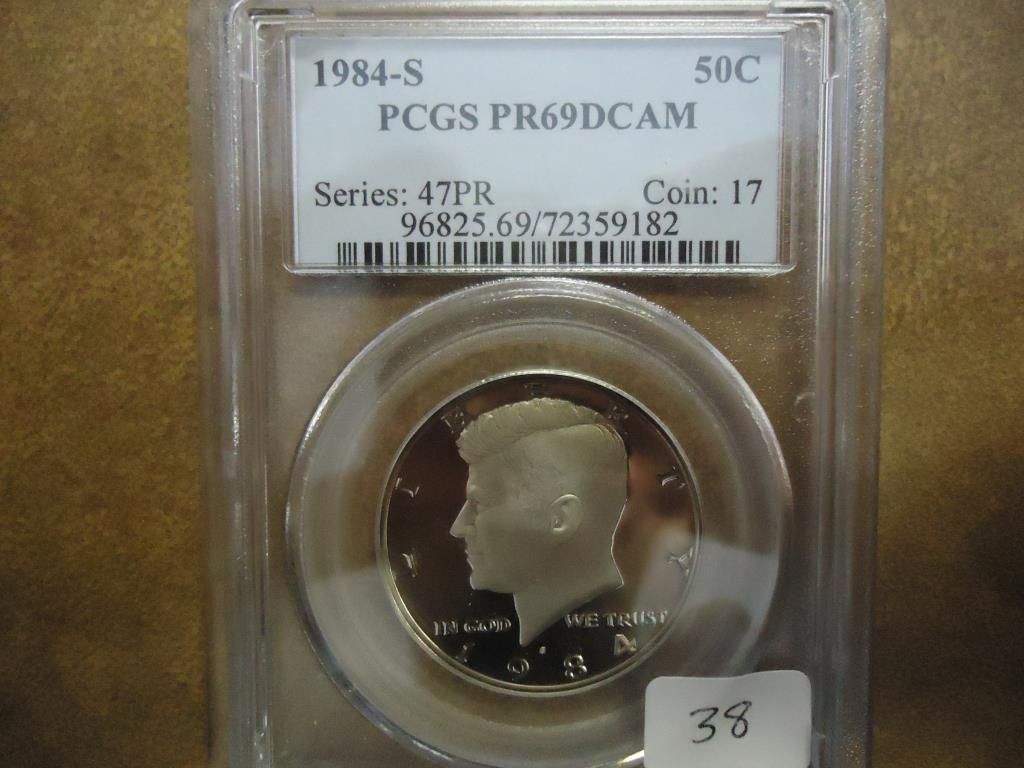 1984-S 50C
PCGS PR69DCAM
Series: 47PR Coin: 17
96825.69/72359182
LIBERTY
IN GOD WE TRUST
S
1984
38